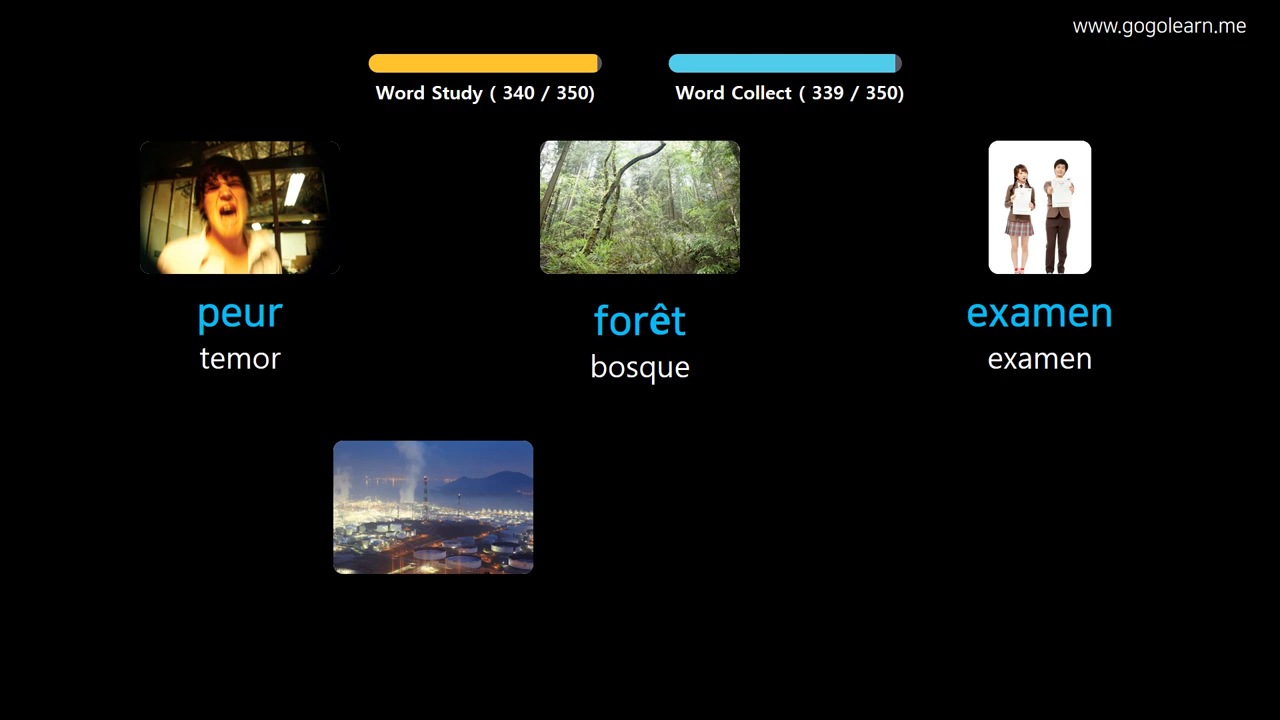 www.gogolearn.me
Word Study ( 340 / 350)
Word Collect ( 339 / 350)
peur
temor
forêt
bosque
examen
examen